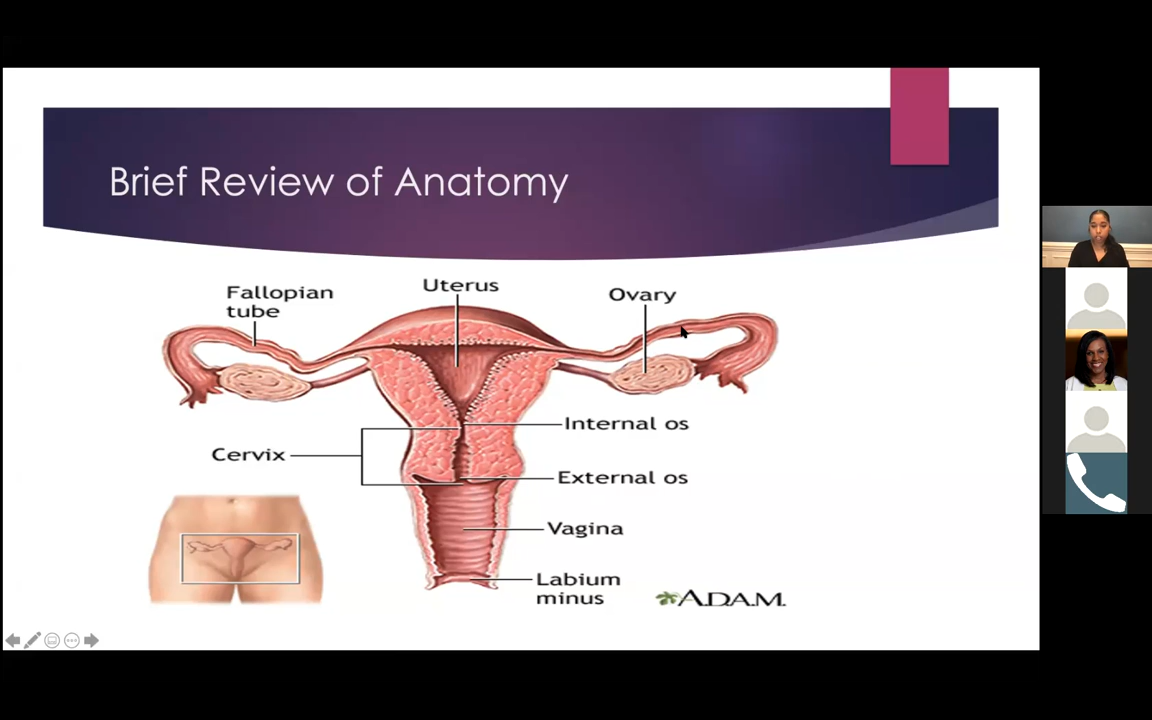 Brief Review of Anatomy
Fallopian
tube
Uterus
Ovary
Internal os
Cervix
External os
Vagina
Labium
minus
A.D.A.M.